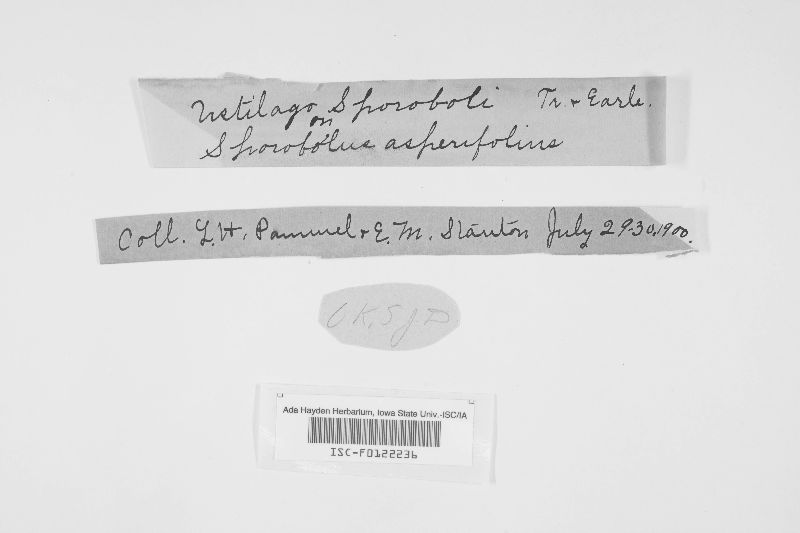 Ustilago Sporoboli Tr. & Earle.
on
Sporobolus asperifolius
Coll. L.H. Pammel & E.M. Stanton July 29-30, 1900.
O K, S J D
Ada Hayden Herbarium, Iowa State Univ.-ISC/IA
ISC-F0122236